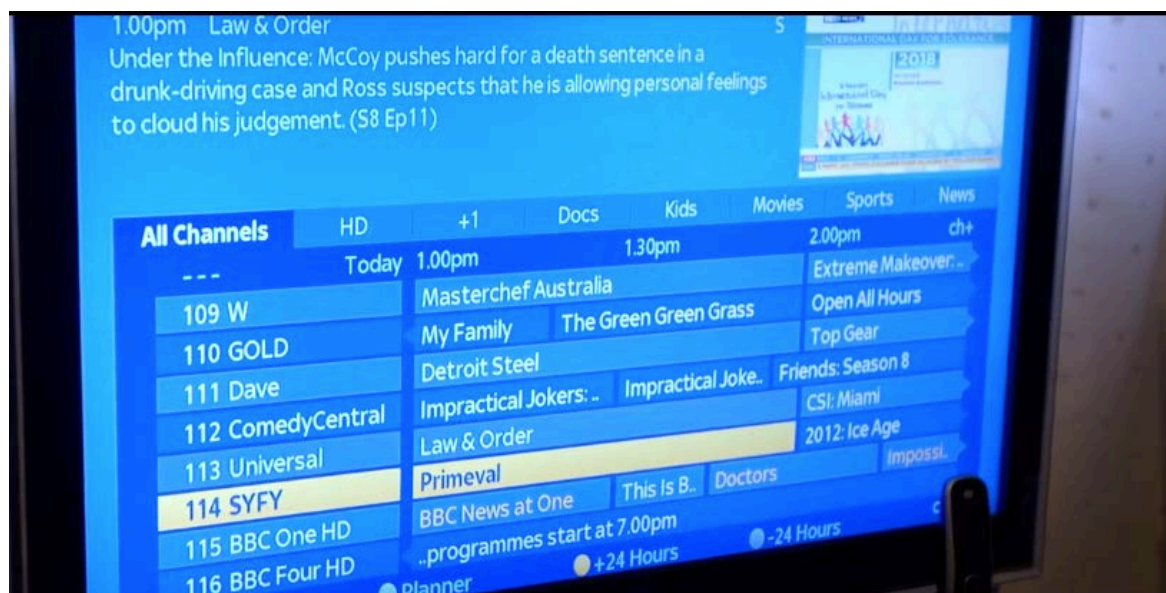 1.00pm Law & Order S
Under the Influence: McCoy pushes hard for a death sentence in a
drunk-driving case and Ross suspects that he is allowing personal feelings
to cloud his judgement. (S8 Ep11)
INTERNATIONAL DAY FOR TOLERANCE
2018
All Channels HD +1 Docs Kids Movies Sports News
--- Today 1.00pm 1.30pm 2.00pm ch+
109 W Masterchef Australia Extreme Makeover:..
110 GOLD My Family The Green Green Grass Open All Hours
111 Dave Detroit Steel Top Gear
112 ComedyCentral Impractical Jokers: .. Impractical Joke.. Friends: Season 8
113 Universal Law & Order CSI: Miami
114 SYFY Primeval 2012: Ice Age
115 BBC One HD BBC News at One This Is B.. Doctors Impossi..
116 BBC Four HD ..programmes start at 7.00pm
Planner +24 Hours -24 Hours